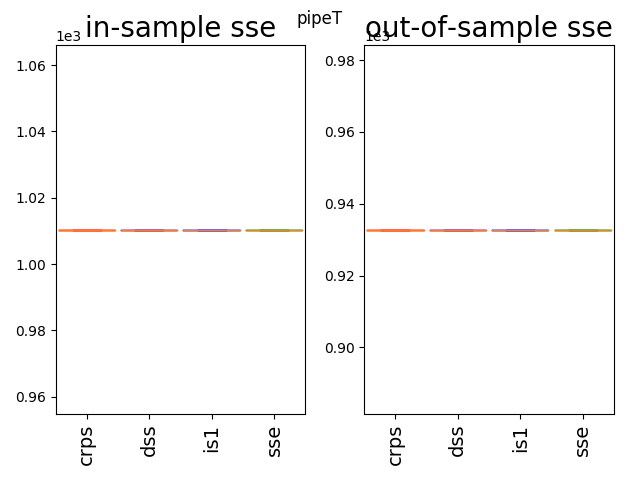 pipeT
in-sample sse
1e3
1.06
1.04
1.02
1.00
0.98
0.96
crps
dss
is1
sse
out-of-sample sse
1e3
0.98
0.96
0.94
0.92
0.90
crps
dss
is1
sse